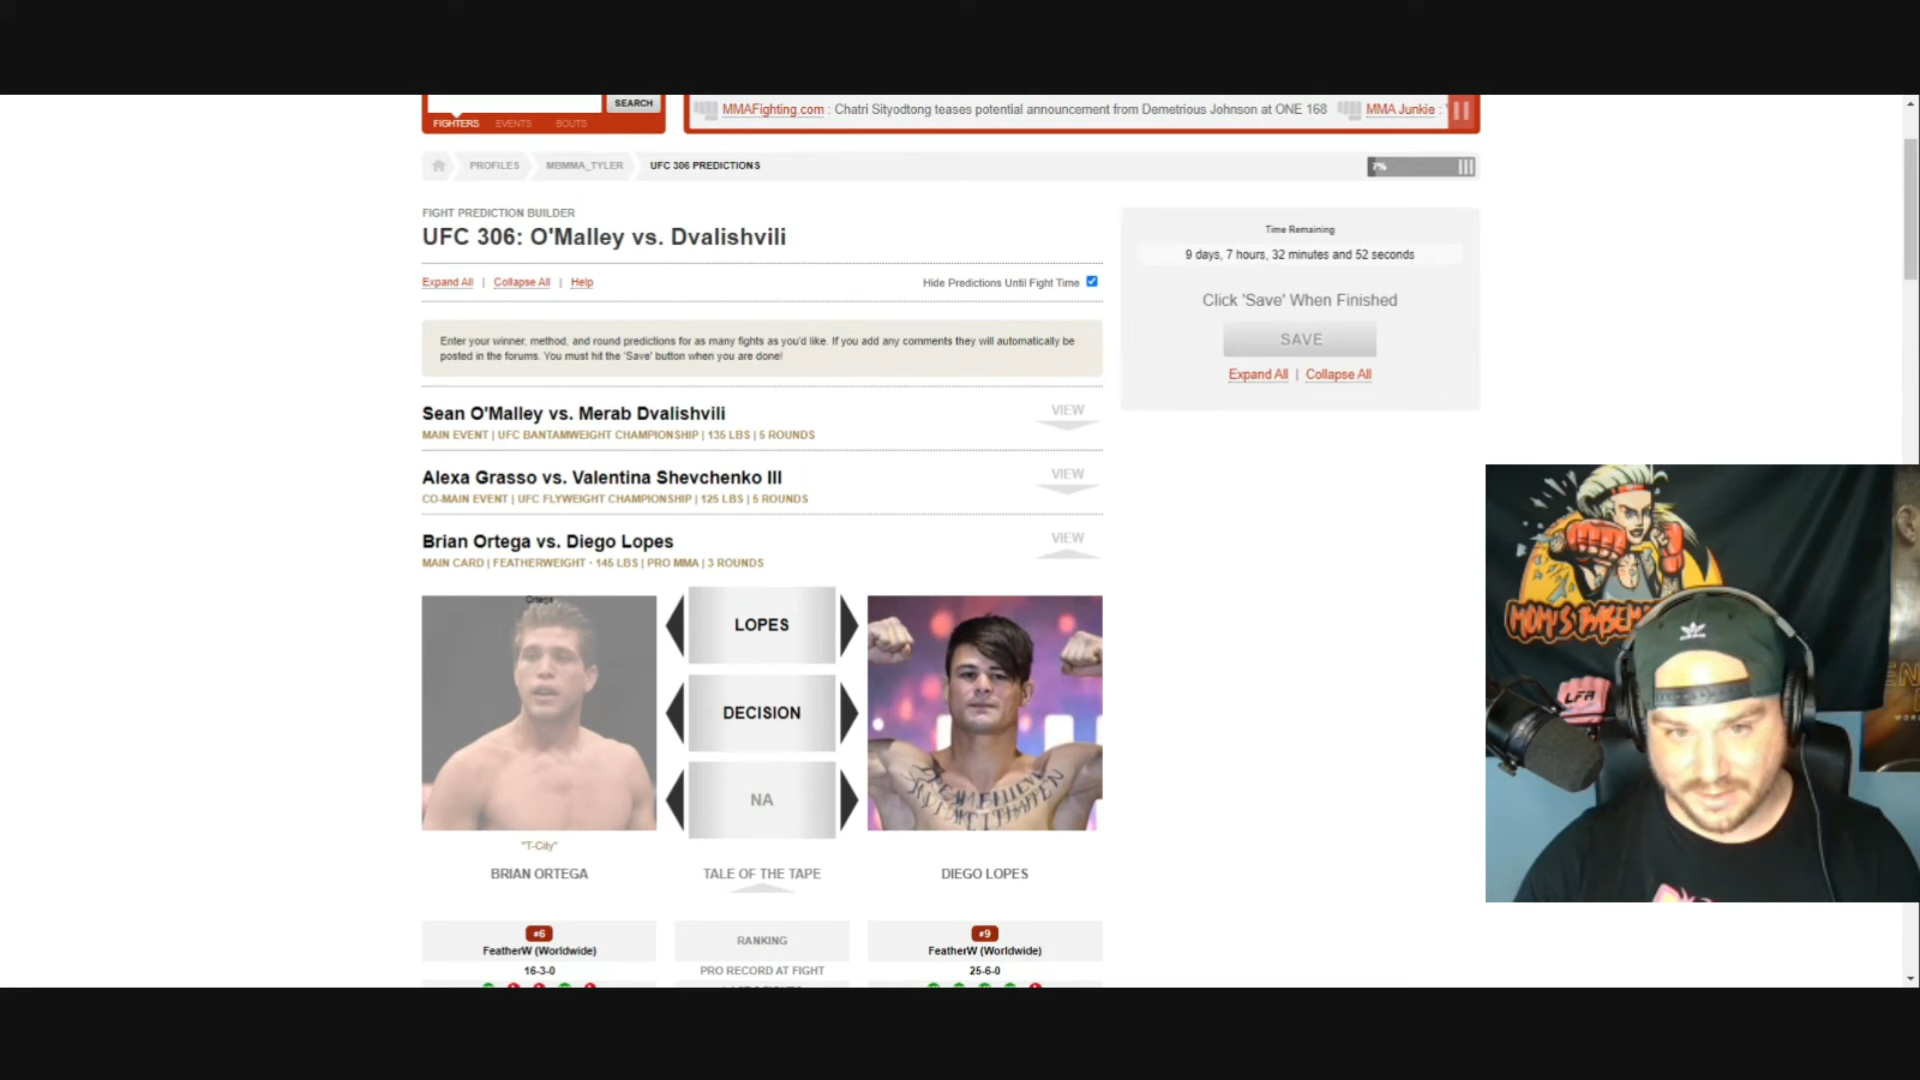 SEARCH
FIGHTERS EVENTS BOUTS
MMAFighting.com : Chatri Sityodtong teases potential announcement from Demetrious Johnson at ONE 168 MMA Junkie :
PROFILES MBMMA_TYLER UFC 306 PREDICTIONS
7%
FIGHT PREDICTION BUILDER
UFC 306: O'Malley vs. Dvalishvili
Expand All | Collapse All | Help
Hide Predictions Until Fight Time
Time Remaining
9 days, 7 hours, 32 minutes and 52 seconds
Click 'Save' When Finished
SAVE
Expand All | Collapse All
Enter your winner, method, and round predictions for as many fights as you'd like. If you add any comments they will automatically be
posted in the forums. You must hit the 'Save' button when you are done!
Sean O'Malley vs. Merab Dvalishvili
VIEW
MAIN EVENT | UFC BANTAMWEIGHT CHAMPIONSHIP | 135 LBS | 5 ROUNDS
Alexa Grasso vs. Valentina Shevchenko III
VIEW
CO-MAIN EVENT | UFC FLYWEIGHT CHAMPIONSHIP | 125 LBS | 5 ROUNDS
Brian Ortega vs. Diego Lopes
VIEW
MAIN CARD | FEATHERWEIGHT · 145 LBS | PRO MMA | 3 ROUNDS
Ortega
LOPES
DECISION
NA
"T-City"
BRIAN ORTEGA
TALE OF THE TAPE
DIEGO LOPES
#6
FeatherW (Worldwide)
RANKING
#9
FeatherW (Worldwide)
16-3-0
PRO RECORD AT FIGHT
25-6-0
MOM'S BASEM
LFA